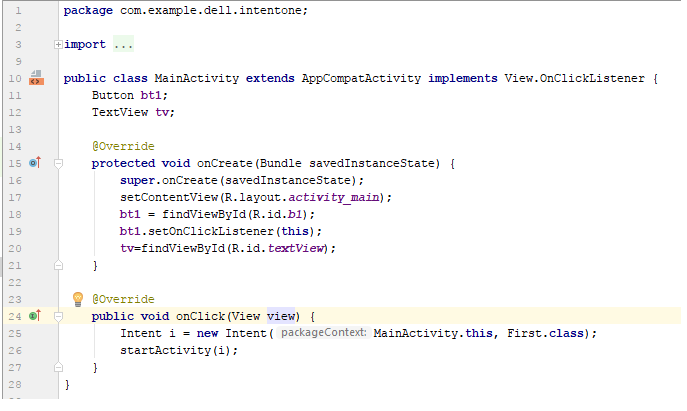 1 package com.example.dell.intentone;
2
3 import ...
9
10 public class MainActivity extends AppCompatActivity implements View.OnClickListener {
11 Button bt1;
12 TextView tv;
13
14 @Override
15 protected void onCreate(Bundle savedInstanceState) {
16 super.onCreate(savedInstanceState);
17 setContentView(R.layout.activity_main);
18 bt1 = findViewById(R.id.b1);
19 bt1.setOnClickListener(this);
20 tv=findViewById(R.id.textView);
21 }
22
23 @Override
24 public void onClick(View view) {
25 Intent i = new Intent( packageContext: MainActivity.this, First.class);
26 startActivity(i);
27 }
28 }